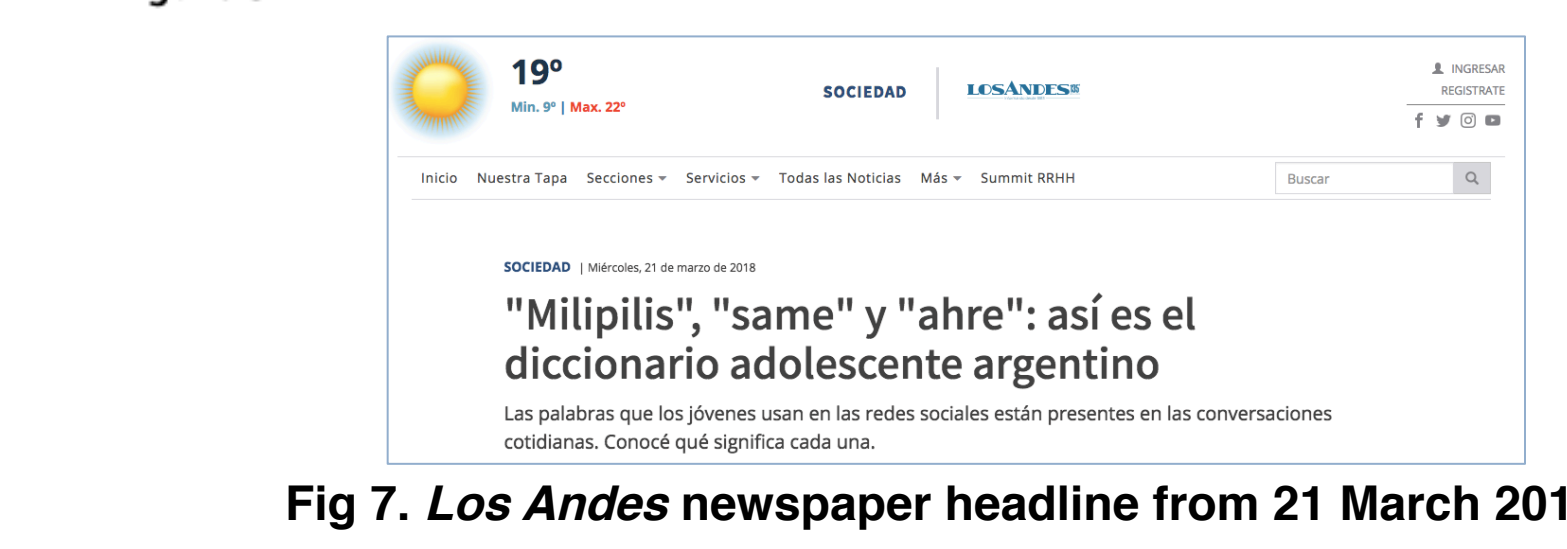 19º
Min. 9º | Max. 22º
SOCIEDAD
LOSANDES
INGRESAR
REGISTRATE
Inicio Nuestra Tapa Secciones Servicios Todas las Noticias Más Summit RRHH
Buscar
SOCIEDAD | Miércoles, 21 de marzo de 2018
"Milipilis", "same" y "ahre": así es el
diccionario adolescente argentino
Las palabras que los jóvenes usan en las redes sociales están presentes en las conversaciones
cotidianas. Conocé qué significa cada una.
Fig 7. Los Andes newspaper headline from 21 March 201